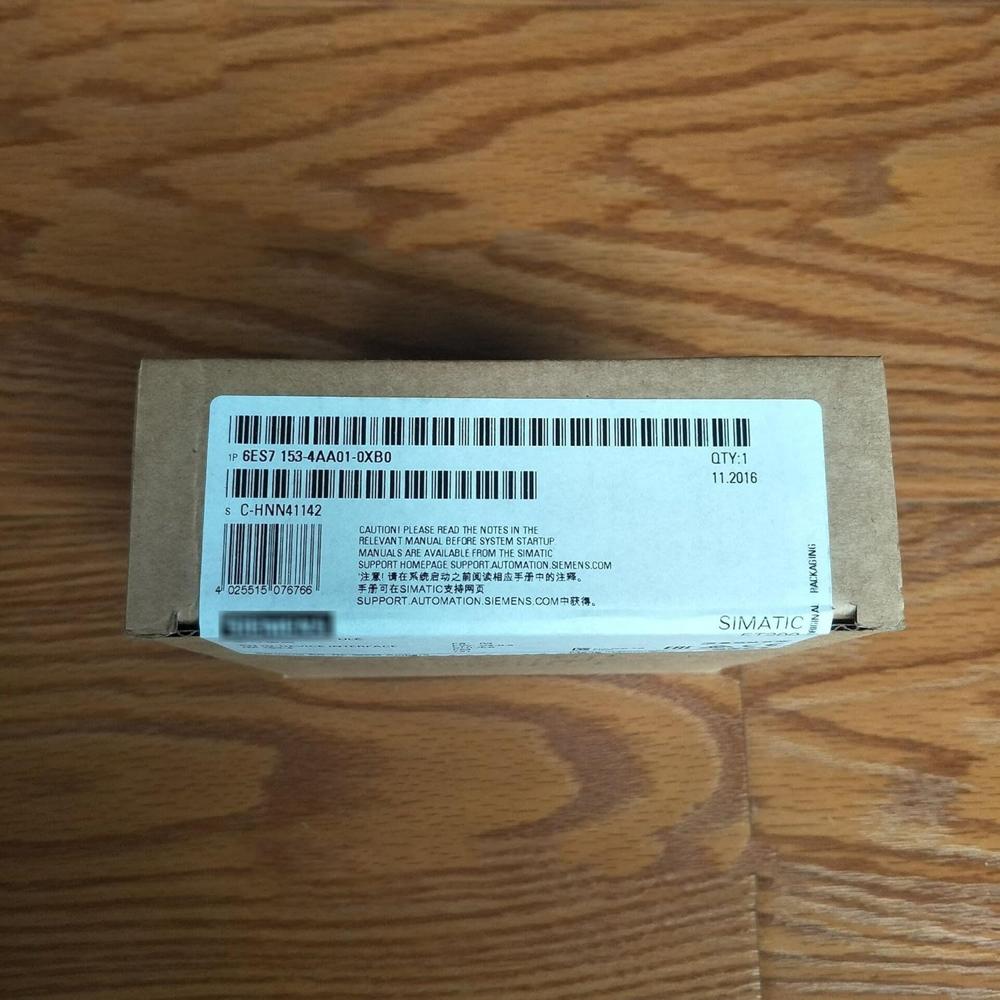 1P 6ES7 153-4AA01-0XB0
QTY:1
11.2016
S C-HNN41142
CAUTION! PLEASE READ THE NOTES IN THE
RELEVANT MANUAL BEFORE SYSTEM STARTUP.
MANUALS ARE AVAILABLE FROM THE SIMATIC
SUPPORT HOMEPAGE SUPPORT.AUTOMATION.SIEMENS.COM
注意!请在系统启动之前阅读相应手册中的注释。
手册可在SIMATIC支持网页
SUPPORT.AUTOMATION.SIEMENS.COM中获得。
4 025515 076766
SIMATIC
PACKAGING
INTERFACE